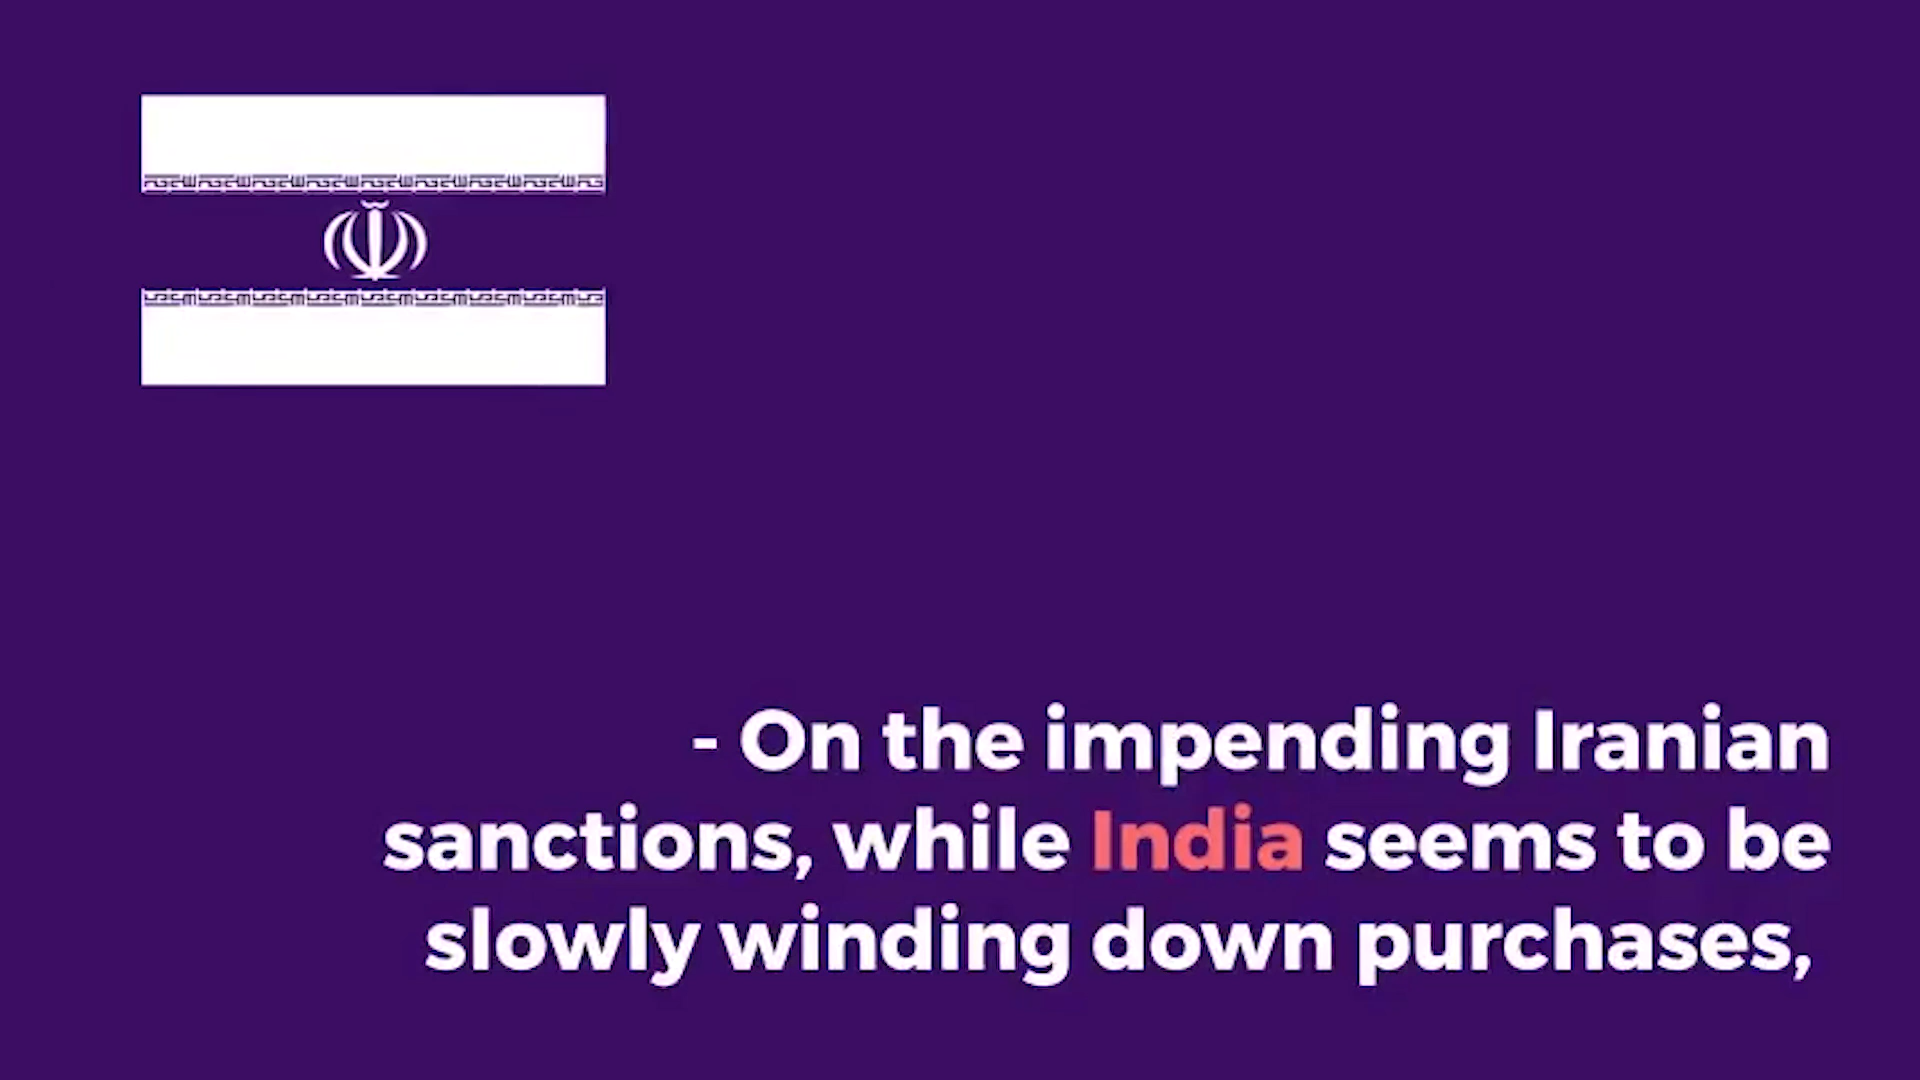 - On the impending Iranian
sanctions, while India seems to be
slowly winding down purchases,